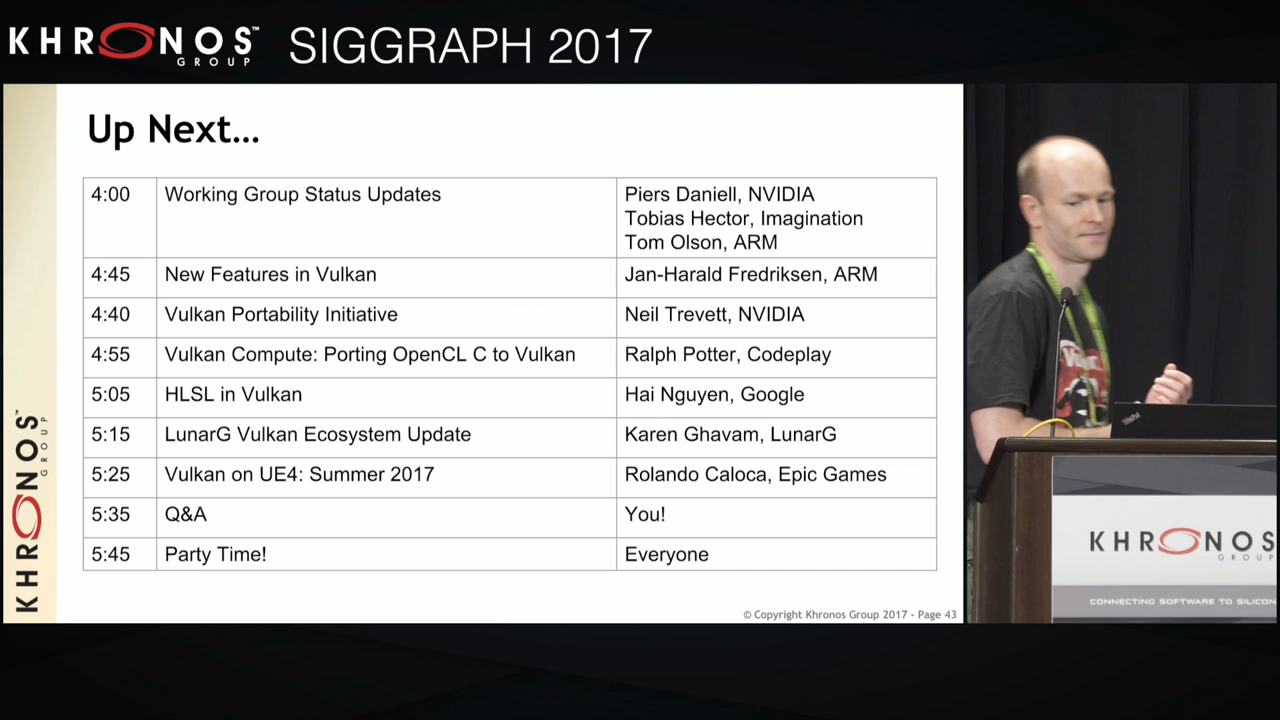 KHRONOS™ GROUP SIGGRAPH 2017
Up Next...
4:00 Working Group Status Updates Piers Daniell, NVIDIA
Tobias Hector, Imagination
Tom Olson, ARM
4:45 New Features in Vulkan Jan-Harald Fredriksen, ARM
4:40 Vulkan Portability Initiative Neil Trevett, NVIDIA
4:55 Vulkan Compute: Porting OpenCL C to Vulkan Ralph Potter, Codeplay
5:05 HLSL in Vulkan Hai Nguyen, Google
5:15 LunarG Vulkan Ecosystem Update Karen Ghavam, LunarG
5:25 Vulkan on UE4: Summer 2017 Rolando Caloca, Epic Games
5:35 Q&A You!
5:45 Party Time! Everyone
© Copyright Khronos Group 2017 - Page 43
KHRONOS™ GROUP
ThinkPad
KHRONOS
GROUP
CONNECTING SOFTWARE TO SILICON